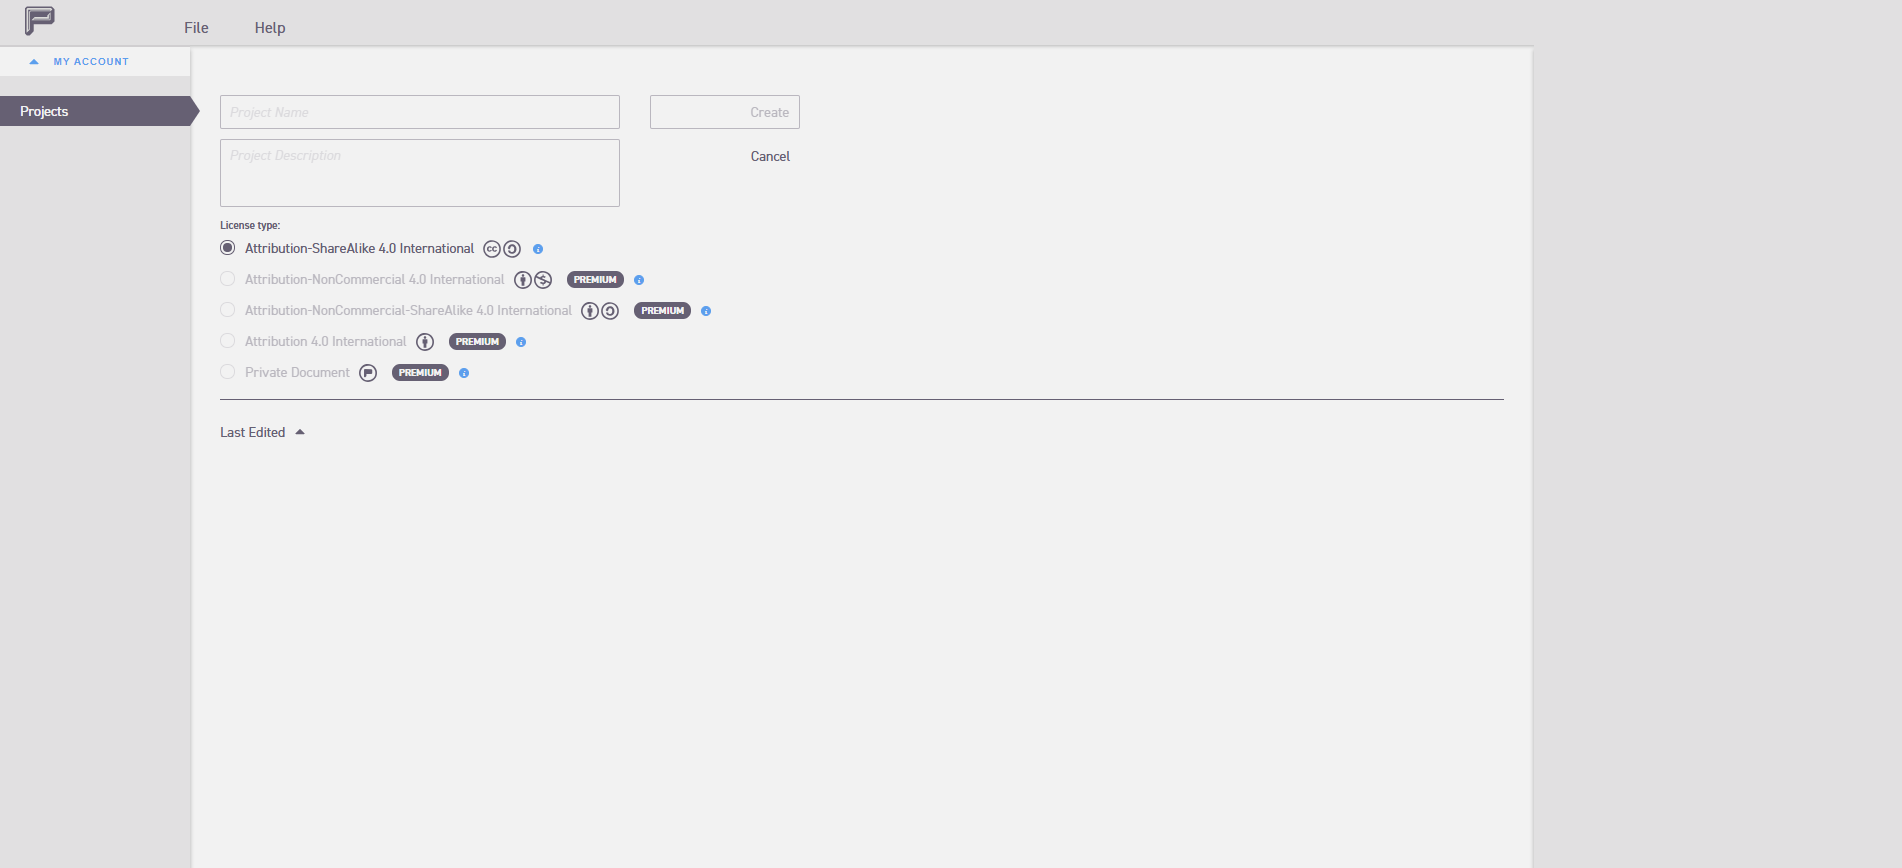 File Help
MY ACCOUNT
Projects
Project Name
Create
Project Description
Cancel
License type:
Attribution-ShareAlike 4.0 International
Attribution-NonCommercial 4.0 International PREMIUM
Attribution-NonCommercial-ShareAlike 4.0 International PREMIUM
Attribution 4.0 International PREMIUM
Private Document PREMIUM
Last Edited